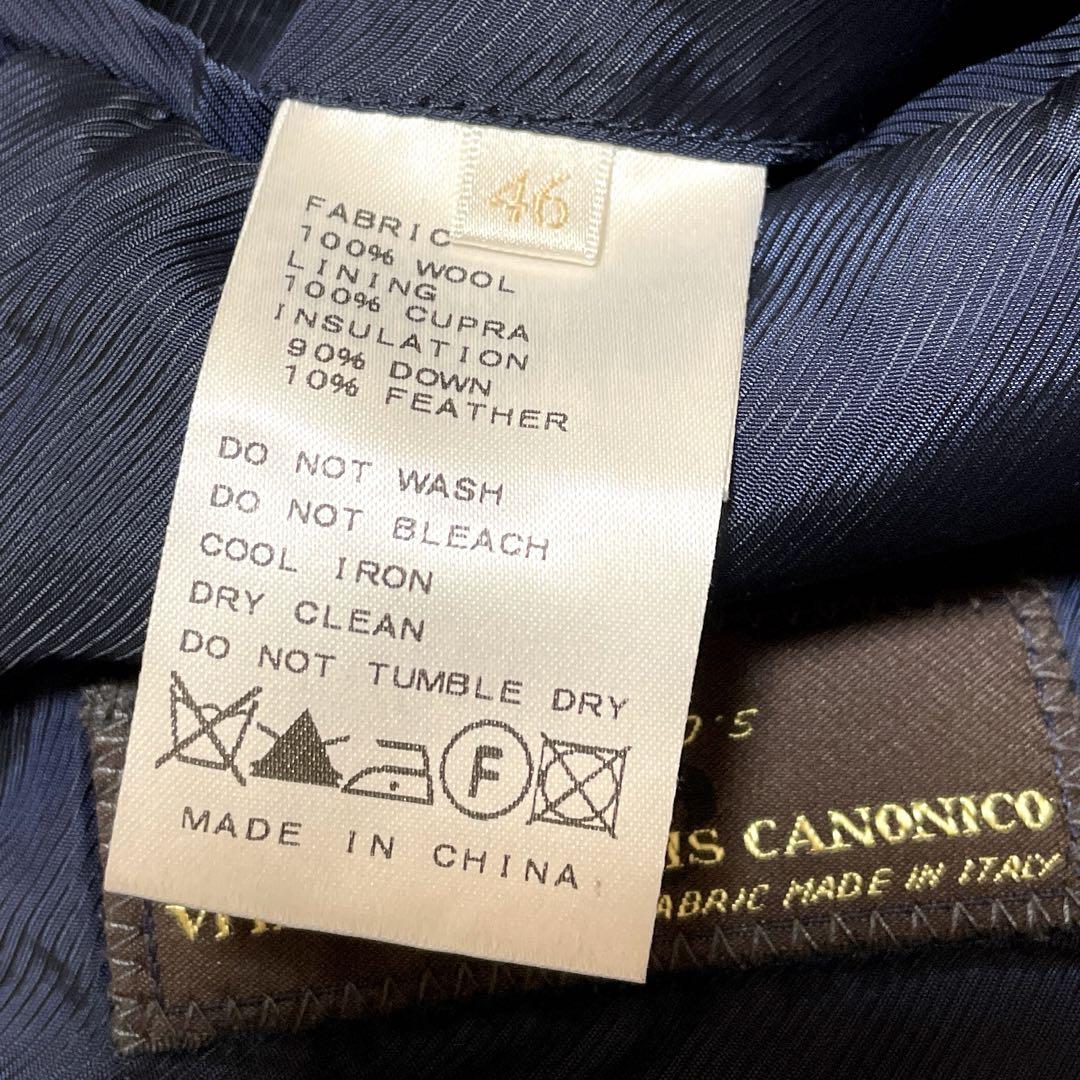 46
FABRIC
100% WOOL
LINING
100% CUPRA
INSULATION
90% DOWN
10% FEATHER
DO NOT WASH
DO NOT BLEACH
COOL IRON
DRY CLEAN
DO NOT TUMBLE DRY
F
MADE IN CHINA
CANONICO
MADE IN ITALY